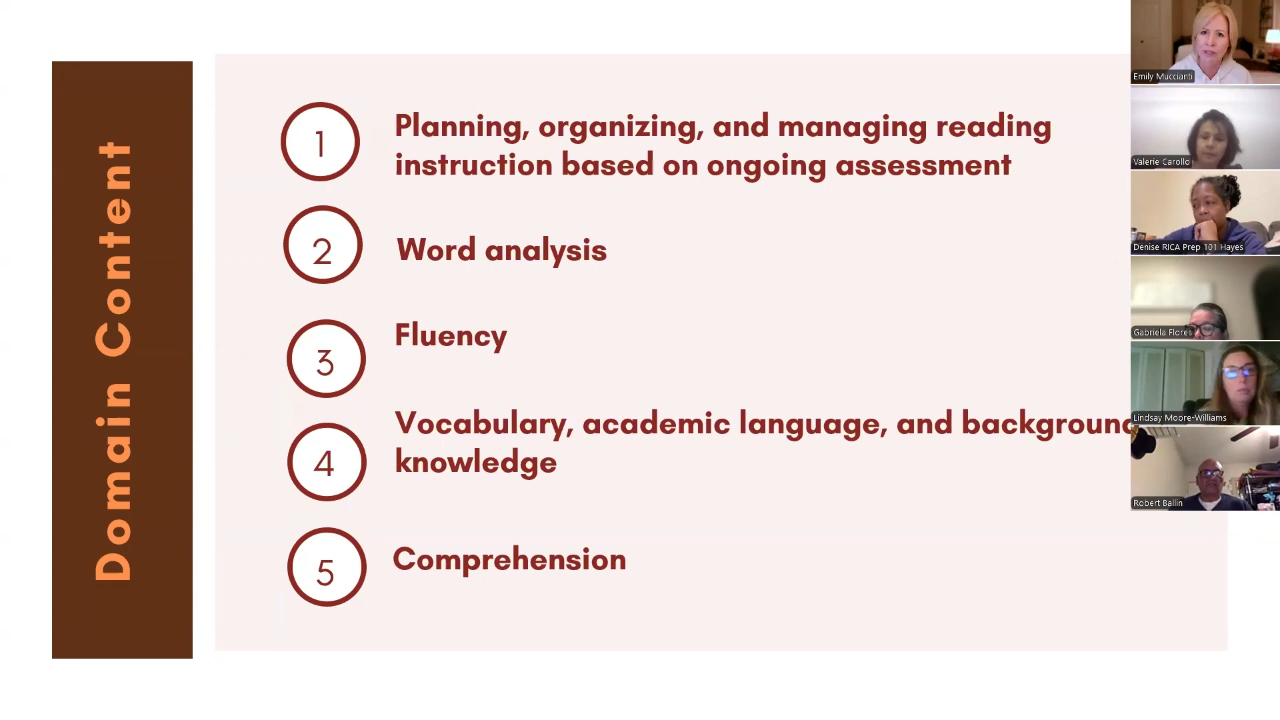 Domain Content
1
Planning, organizing, and managing reading
instruction based on ongoing assessment
2
Word analysis
3
Fluency
4
Vocabulary, academic language, and background
knowledge
5
Comprehension
Emily Muccianti
Valerie Carollo
Denise RICA Prep 101 Hayes
Gabriela Flores
Lindsay Moore-Williams
Robert Ballin